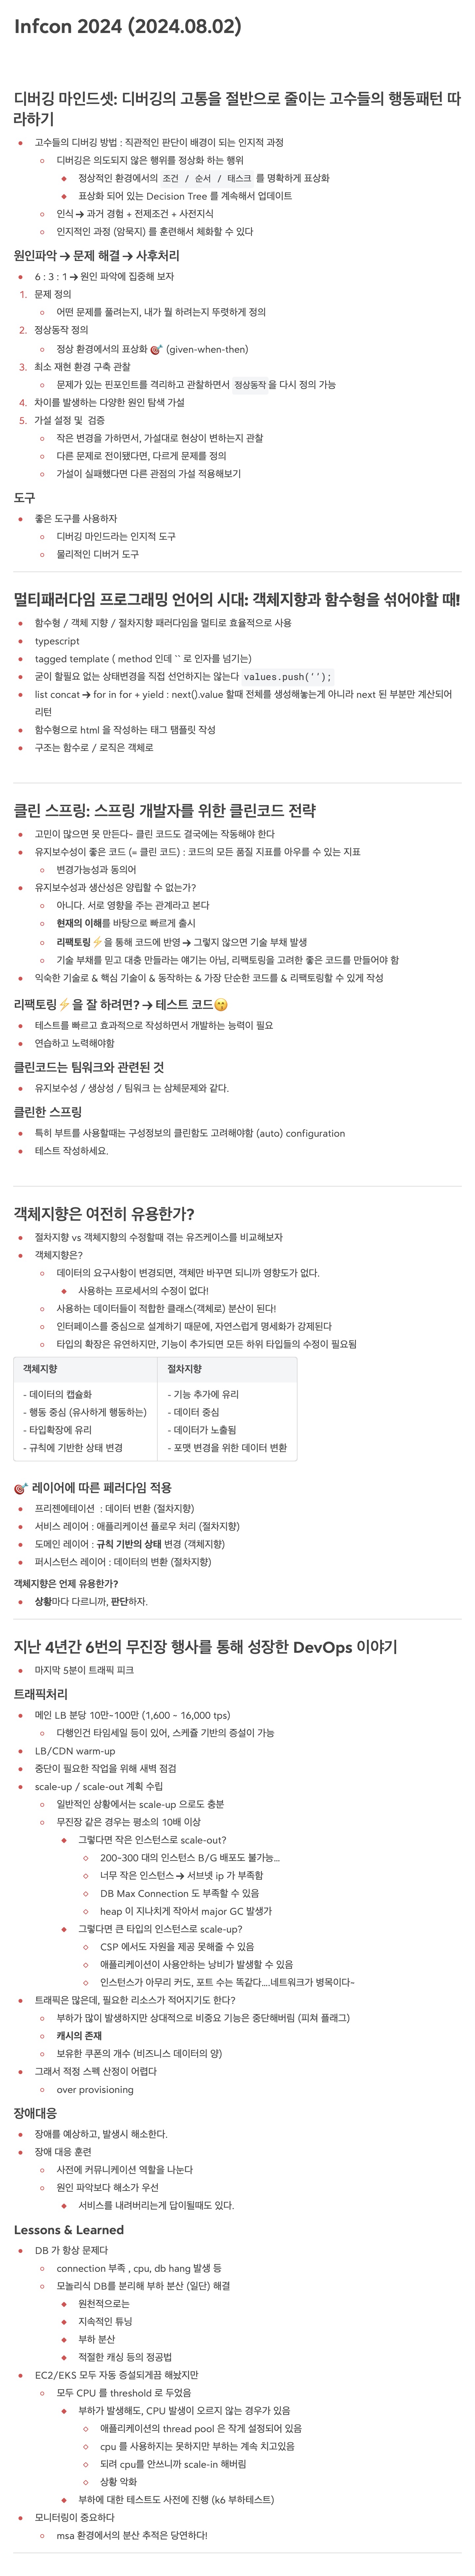 Infcon 2024 (2024.08.02)
디버깅 마인드셋: 디버깅의 고통을 절반으로 줄이는 고수들의 행동패턴 따
라하기
고수들의 디버깅 방법 : 직관적인 판단이 배경이 되는 인지적 과정
디버깅은 의도되지 않은 행위를 정상화 하는 행위
정상적인 환경에서의 조건 / 순서 / 태스크 를 명확하게 표상화
표상화 되어 있는 Decision Tree 를 계속해서 업데이트
인식 → 과거 경험 + 전제조건 + 사전지식
인지적인 과정 (암묵지) 를 훈련해서 체화할 수 있다
원인파악 → 문제 해결 → 사후처리
6 : 3 : 1 → 원인 파악에 집중해 보자
1. 문제 정의
어떤 문제를 풀려는지, 내가 뭘 하려는지 뚜렷하게 정의
2. 정상동작 정의
정상 환경에서의 표상화 🎯 (given-when-then)
3. 최소 재현 환경 구축 관찰
문제가 있는 핀포인트를 격리하고 관찰하면서 정상동작 을 다시 정의 가능
4. 차이를 발생하는 다양한 원인 탐색 가설
5. 가설 설정 및 검증
작은 변경을 가하면서, 가설대로 현상이 변하는지 관찰
다른 문제로 전이됐다면, 다르게 문제를 정의
가설이 실패했다면 다른 관점의 가설 적용해보기
도구
좋은 도구를 사용하자
디버깅 마인드라는 인지적 도구
물리적인 디버거 도구
멀티패러다임 프로그래밍 언어의 시대: 객체지향과 함수형을 섞어야할 때!
함수형 / 객체 지향 / 절차지향 패러다임을 멀티로 효율적으로 사용
typescript
tagged template ( method 인데 `` 로 인자를 넘기는)
굳이 할필요 없는 상태변경을 직접 선언하지는 않는다 values.push('');
list concat → for in for + yield : next().value 할때 전체를 생성해놓는게 아니라 next 된 부분만 계산되어
리턴
함수형으로 html 을 작성하는 태그 탬플릿 작성
구조는 함수로 / 로직은 객체로
클린 스프링: 스프링 개발자를 위한 클린코드 전략
고민이 많으면 못 만든다~ 클린 코드도 결국에는 작동해야 한다
유지보수성이 좋은 코드 (= 클린 코드) : 코드의 모든 품질 지표를 아우를 수 있는 지표
변경가능성과 동의어
유지보수성과 생산성은 양립할 수 없는가?
아니다. 서로 영향을 주는 관계라고 본다
현재의 이해를 바탕으로 빠르게 출시
리팩토링⚡을 통해 코드에 반영 → 그렇지 않으면 기술 부채 발생
기술 부채를 믿고 대충 만들라는 얘기는 아님, 리팩토링을 고려한 좋은 코드를 만들어야 함
익숙한 기술로 & 핵심 기술이 & 동작하는 & 가장 단순한 코드를 & 리팩토링할 수 있게 작성
리팩토링⚡을 잘 하려면? → 테스트 코드😙
테스트를 빠르고 효과적으로 작성하면서 개발하는 능력이 필요
연습하고 노력해야함
클린코드는 팀워크와 관련된 것
유지보수성 / 생상성 / 팀워크 는 삼체문제와 같다.
클린한 스프링
특히 부트를 사용할때는 구성정보의 클린함도 고려해야함 (auto) configuration
테스트 작성하세요.
객체지향은 여전히 유용한가?
절차지향 vs 객체지향의 수정할때 겪는 유즈케이스를 비교해보자
객체지향은?
데이터의 요구사항이 변경되면, 객체만 바꾸면 되니까 영향도가 없다.
사용하는 프로세서의 수정이 없다!
사용하는 데이터들이 적합한 클래스(객체로) 분산이 된다!
인터페이스를 중심으로 설계하기 때문에, 자연스럽게 명세화가 강제된다
타입의 확장은 유연하지만, 기능이 추가되면 모든 하위 타입들의 수정이 필요됨
객체지향 절차지향
- 데이터의 캡슐화 - 기능 추가에 유리
- 행동 중심 (유사하게 행동하는) - 데이터 중심
- 타입확장에 유리 - 데이터가 노출됨
- 규칙에 기반한 상태 변경 - 포맷 변경을 위한 데이터 변환
🎯 레이어에 따른 페러다임 적용
프리젠에테이션 : 데이터 변환 (절차지향)
서비스 레이어 : 애플리케이션 플로우 처리 (절차지향)
도메인 레이어 : 규칙 기반의 상태 변경 (객체지향)
퍼시스턴스 레이어 : 데이터의 변환 (절차지향)
객체지향은 언제 유용한가?
상황마다 다르니까, 판단하자.
지난 4년간 6번의 무진장 행사를 통해 성장한 DevOps 이야기
마지막 5분이 트래픽 피크
트래픽처리
메인 LB 분당 10만~100만 (1,600 ~ 16,000 tps)
다행인건 타임세일 등이 있어, 스케쥴 기반의 증설이 가능
LB/CDN warm-up
중단이 필요한 작업을 위해 새벽 점검
scale-up / scale-out 계획 수립
일반적인 상황에서는 scale-up 으로도 충분
무진장 같은 경우는 평소의 10배 이상
그렇다면 작은 인스턴스로 scale-out?
200~300 대의 인스턴스 B/G 배포도 불가능...
너무 작은 인스턴스 → 서브넷 ip 가 부족함
DB Max Connection 도 부족할 수 있음
heap 이 지나치게 작아서 major GC 발생가
그렇다면 큰 타입의 인스턴스로 scale-up?
CSP 에서도 자원을 제공 못해줄 수 있음
애플리케이션이 사용안하는 낭비가 발생할 수 있음
인스턴스가 아무리 커도, 포트 수는 똑같다....네트워크가 병목이다~
트래픽은 많은데, 필요한 리소스가 적어지기도 한다?
부하가 많이 발생하지만 상대적으로 비중요 기능은 중단해버림 (피쳐 플래그)
캐시의 존재
보유한 쿠폰의 개수 (비즈니스 데이터의 양)
그래서 적정 스펙 산정이 어렵다
over provisioning
장애대응
장애를 예상하고, 발생시 해소한다.
장애 대응 훈련
사전에 커뮤니케이션 역할을 나눈다
원인 파악보다 해소가 우선
서비스를 내려버리는게 답이될때도 있다.
Lessons & Learned
DB 가 항상 문제다
connection 부족 , cpu, db hang 발생 등
모놀리식 DB를 분리해 부하 분산 (일단) 해결
원천적으로는
지속적인 튜닝
부하 분산
적절한 캐싱 등의 정공법
EC2/EKS 모두 자동 증설되게끔 해놨지만
모두 CPU 를 threshold 로 두었음
부하가 발생해도, CPU 발생이 오르지 않는 경우가 있음
애플리케이션의 thread pool 은 작게 설정되어 있음
cpu 를 사용하지는 못하지만 부하는 계속 치고있음
되려 cpu를 안쓰니까 scale-in 해버림
상황 악화
부하에 대한 테스트도 사전에 진행 (k6 부하테스트)
모니터링이 중요하다
msa 환경에서의 분산 추적은 당연하다!